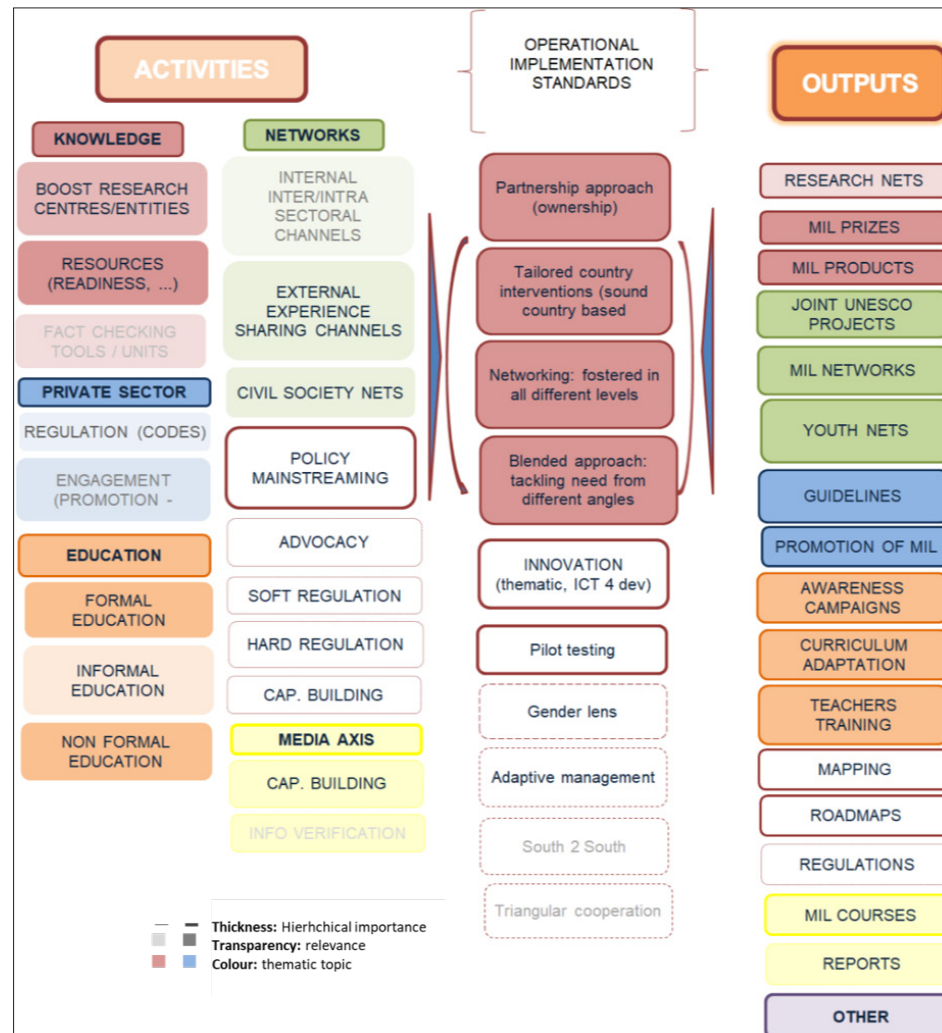 ACTIVITIES
KNOWLEDGE
BOOST RESEARCH
CENTRES/ENTITIES
RESOURCES
(READINESS, ...)
FACT CHECKING
TOOLS / UNITS
PRIVATE SECTOR
REGULATION (CODES)
ENGAGEMENT
(PROMOTION -
EDUCATION
FORMAL
EDUCATION
INFORMAL
EDUCATION
NON FORMAL
EDUCATION
NETWORKS
INTERNAL
INTER/INTRA
SECTORAL
CHANNELS
EXTERNAL
EXPERIENCE
SHARING CHANNELS
CIVIL SOCIETY NETS
POLICY
MAINSTREAMING
ADVOCACY
SOFT REGULATION
HARD REGULATION
CAP. BUILDING
MEDIA AXIS
CAP. BUILDING
INFO VERIFICATION
OPERATIONAL
IMPLEMENTATION
STANDARDS
Partnership approach
(ownership)
Tailored country
interventions (sound
country based
Networking: fostered in
all different levels
Blended approach:
tackling need from
different angles
INNOVATION
(thematic, ICT 4 dev)
Pilot testing
Gender lens
Adaptive management
South 2 South
Triangular cooperation
OUTPUTS
RESEARCH NETS
MIL PRIZES
MIL PRODUCTS
JOINT UNESCO
PROJECTS
MIL NETWORKS
YOUTH NETS
GUIDELINES
PROMOTION OF MIL
AWARENESS
CAMPAIGNS
CURRICULUM
ADAPTATION
TEACHERS
TRAINING
MAPPING
ROADMAPS
REGULATIONS
MIL COURSES
REPORTS
OTHER
Thickness: Hierhchical importance
Transparency: relevance
Colour: thematic topic